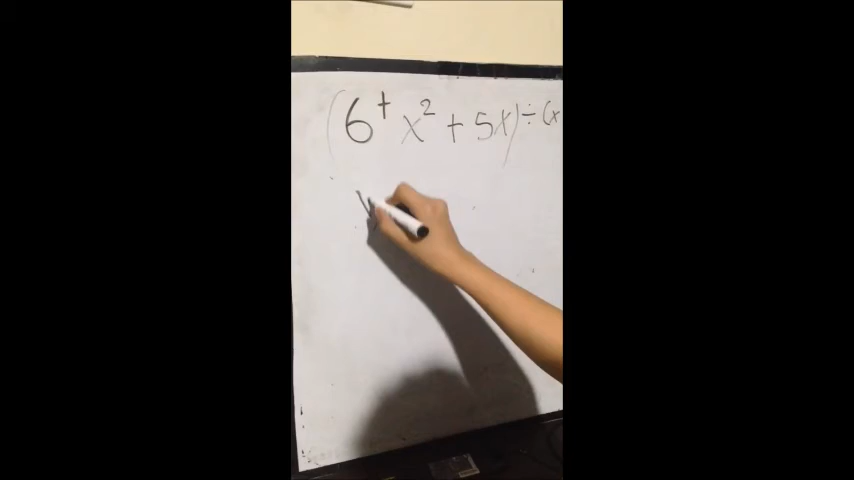 (6 + x² + 5x) ÷ (x